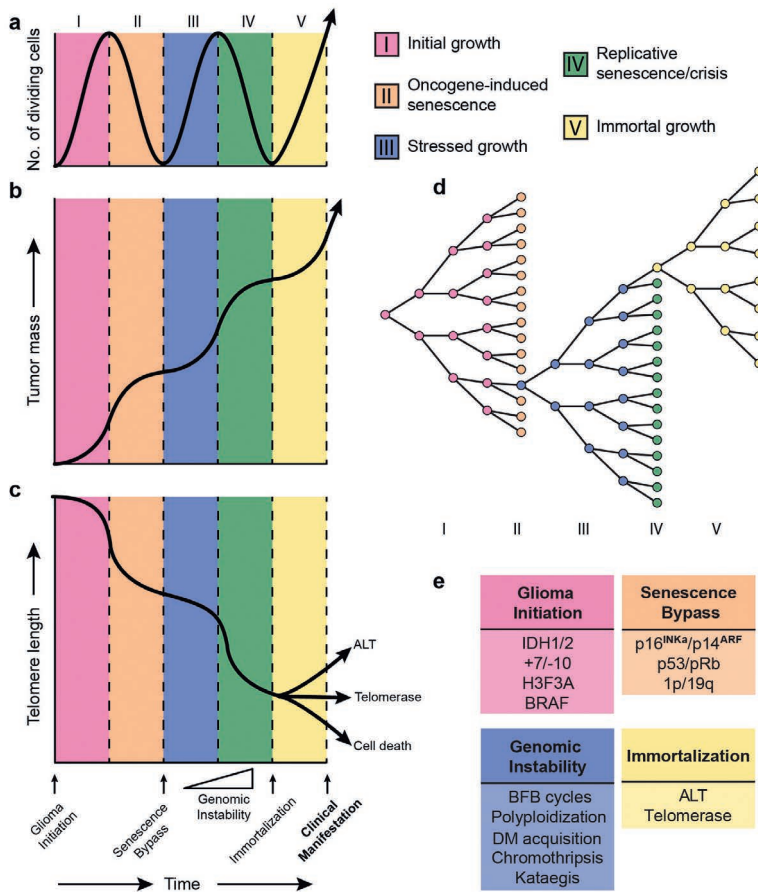 a
I II III IV V
No. of dividing cells
I Initial growth
II Oncogene-induced
senescence
III Stressed growth
IV Replicative
senescence/crisis
V Immortal growth
b
Tumor mass
c
Telomere length
ALT
Telomerase
Cell death
Glioma
Initiation
Senescence
Bypass
Genomic
Instability
Immortalization
Clinical
Manifestation
Time
d
I II III IV V
e
Glioma
Initiation
IDH1/2
+7/-10
H3F3A
BRAF
Senescence
Bypass
p16INKa/p14ARF
p53/pRb
1p/19q
Genomic
Instability
BFB cycles
Polyploidization
DM acquisition
Chromothripsis
Kataegis
Immortalization
ALT
Telomerase